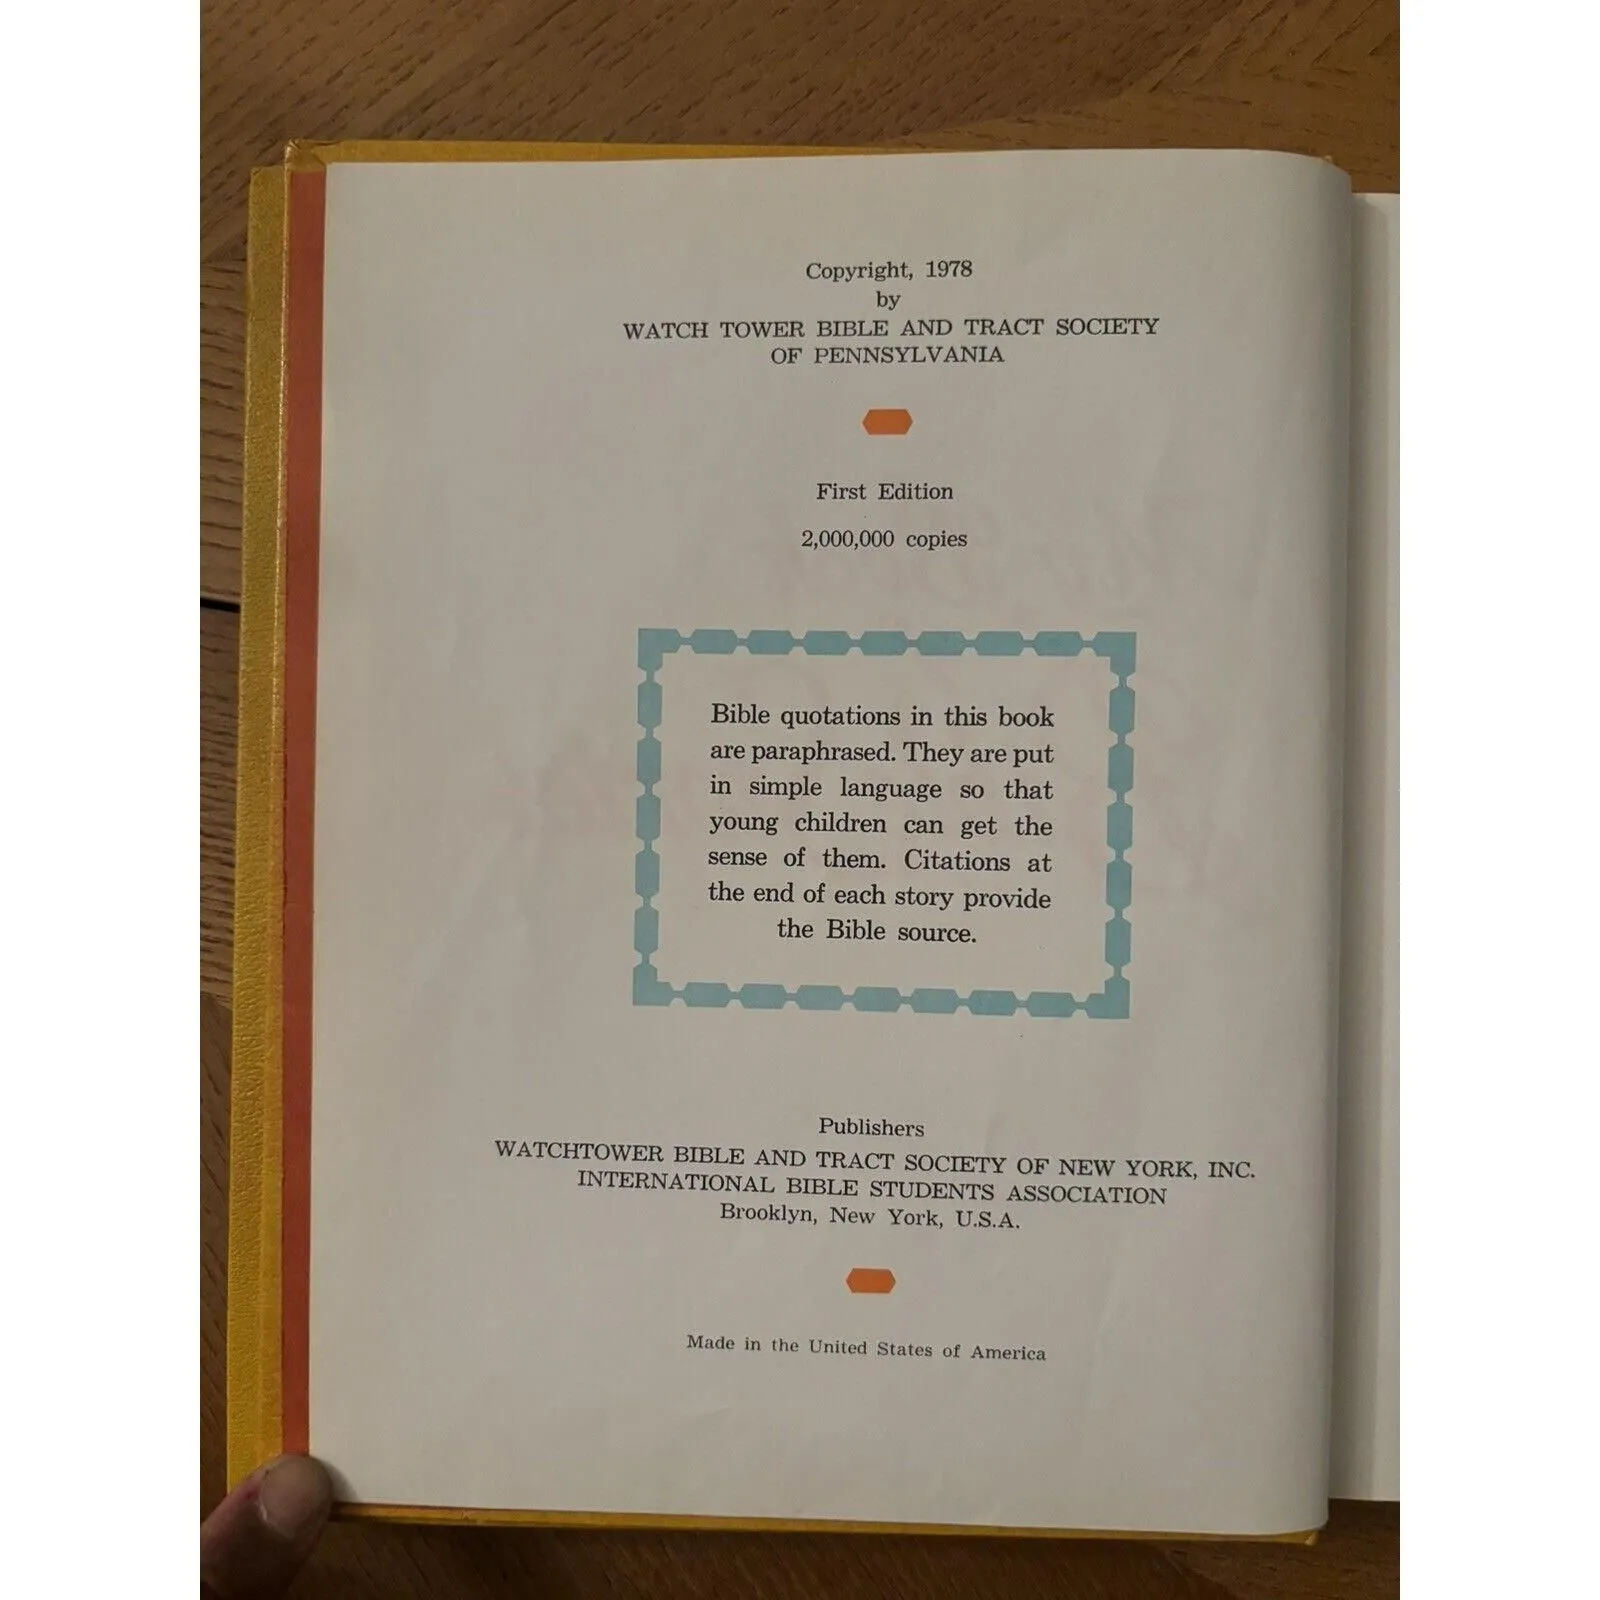 Copyright, 1978
by
WATCH TOWER BIBLE AND TRACT SOCIETY
OF PENNSYLVANIA
First Edition
2,000,000 copies
Bible quotations in this book
are paraphrased. They are put
in simple language so that
young children can get the
sense of them. Citations at
the end of each story provide
the Bible source.
Publishers
WATCHTOWER BIBLE AND TRACT SOCIETY OF NEW YORK, INC.
INTERNATIONAL BIBLE STUDENTS ASSOCIATION
Brooklyn, New York, U.S.A.
Made in the United States of America